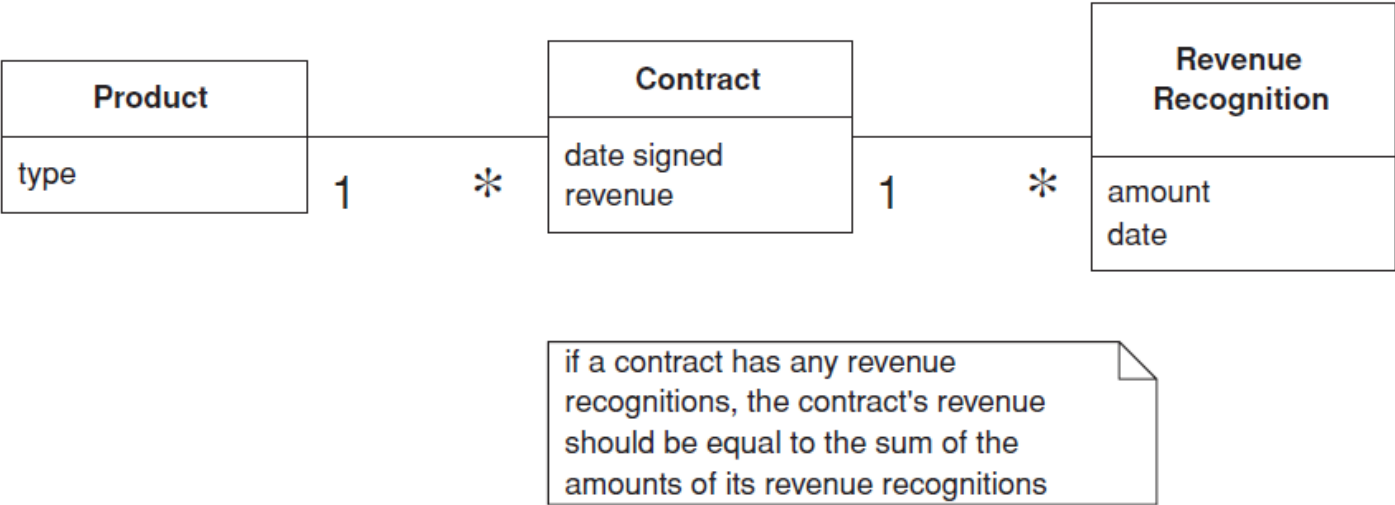 Product
type
1
*
Contract
date signed
revenue
1
*
Revenue
Recognition
amount
date
if a contract has any revenue
recognitions, the contract's revenue
should be equal to the sum of the
amounts of its revenue recognitions